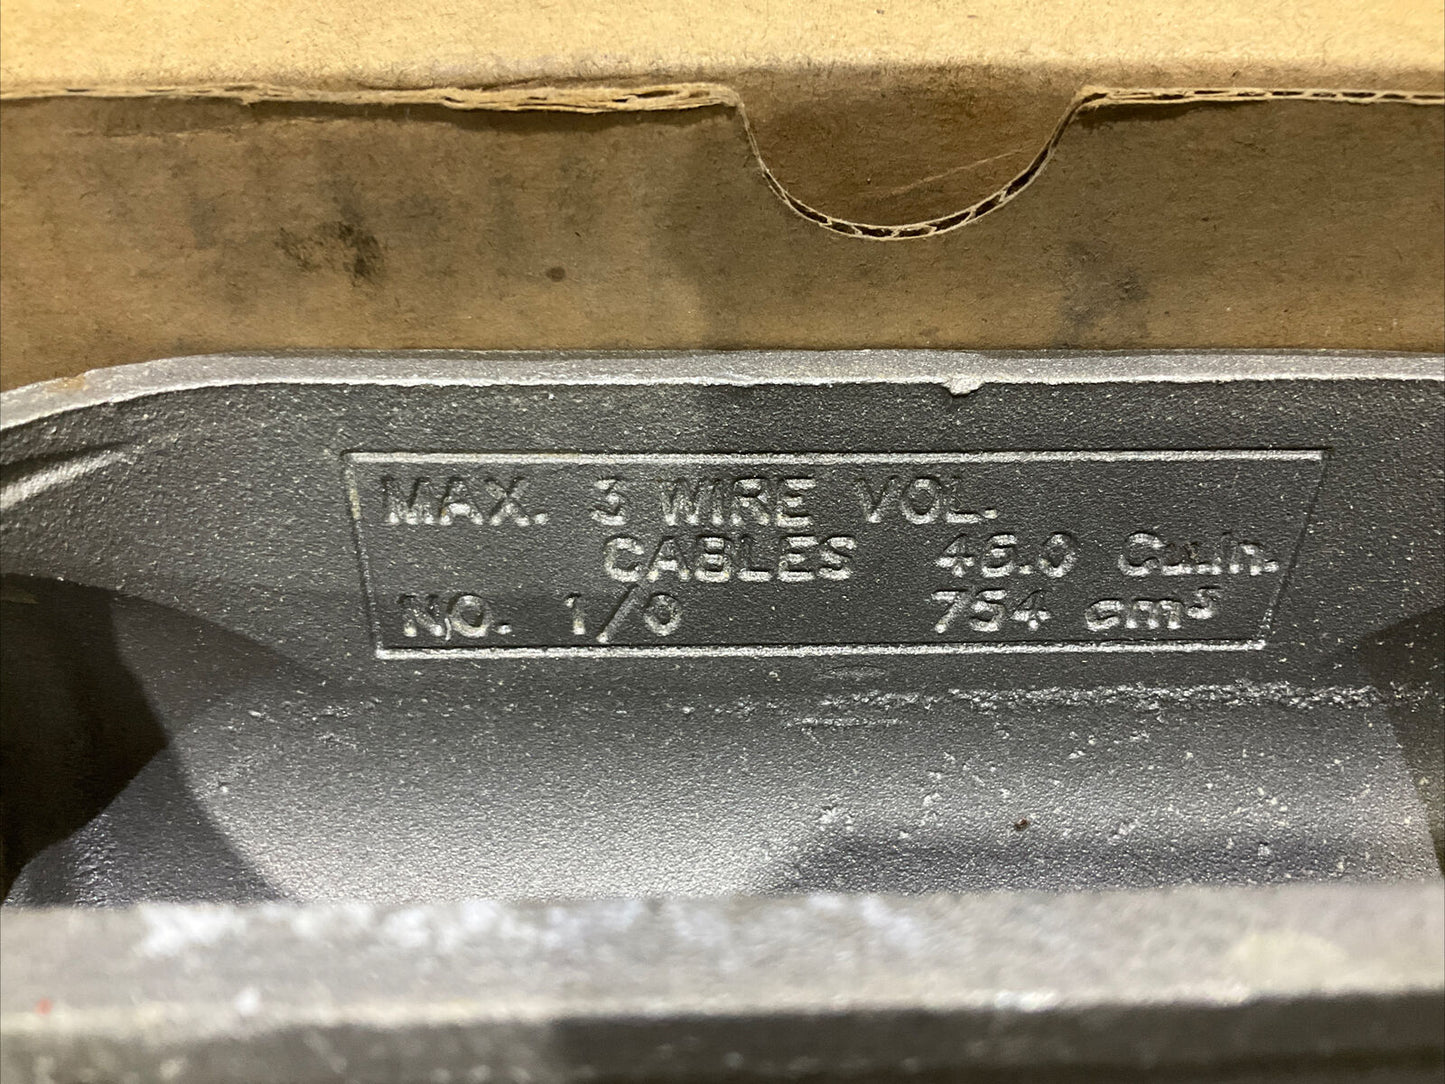 MAX. 3 WIRE VOL.
CABLES 46.0 Cu.In.
NO. 1/0 754 cm³